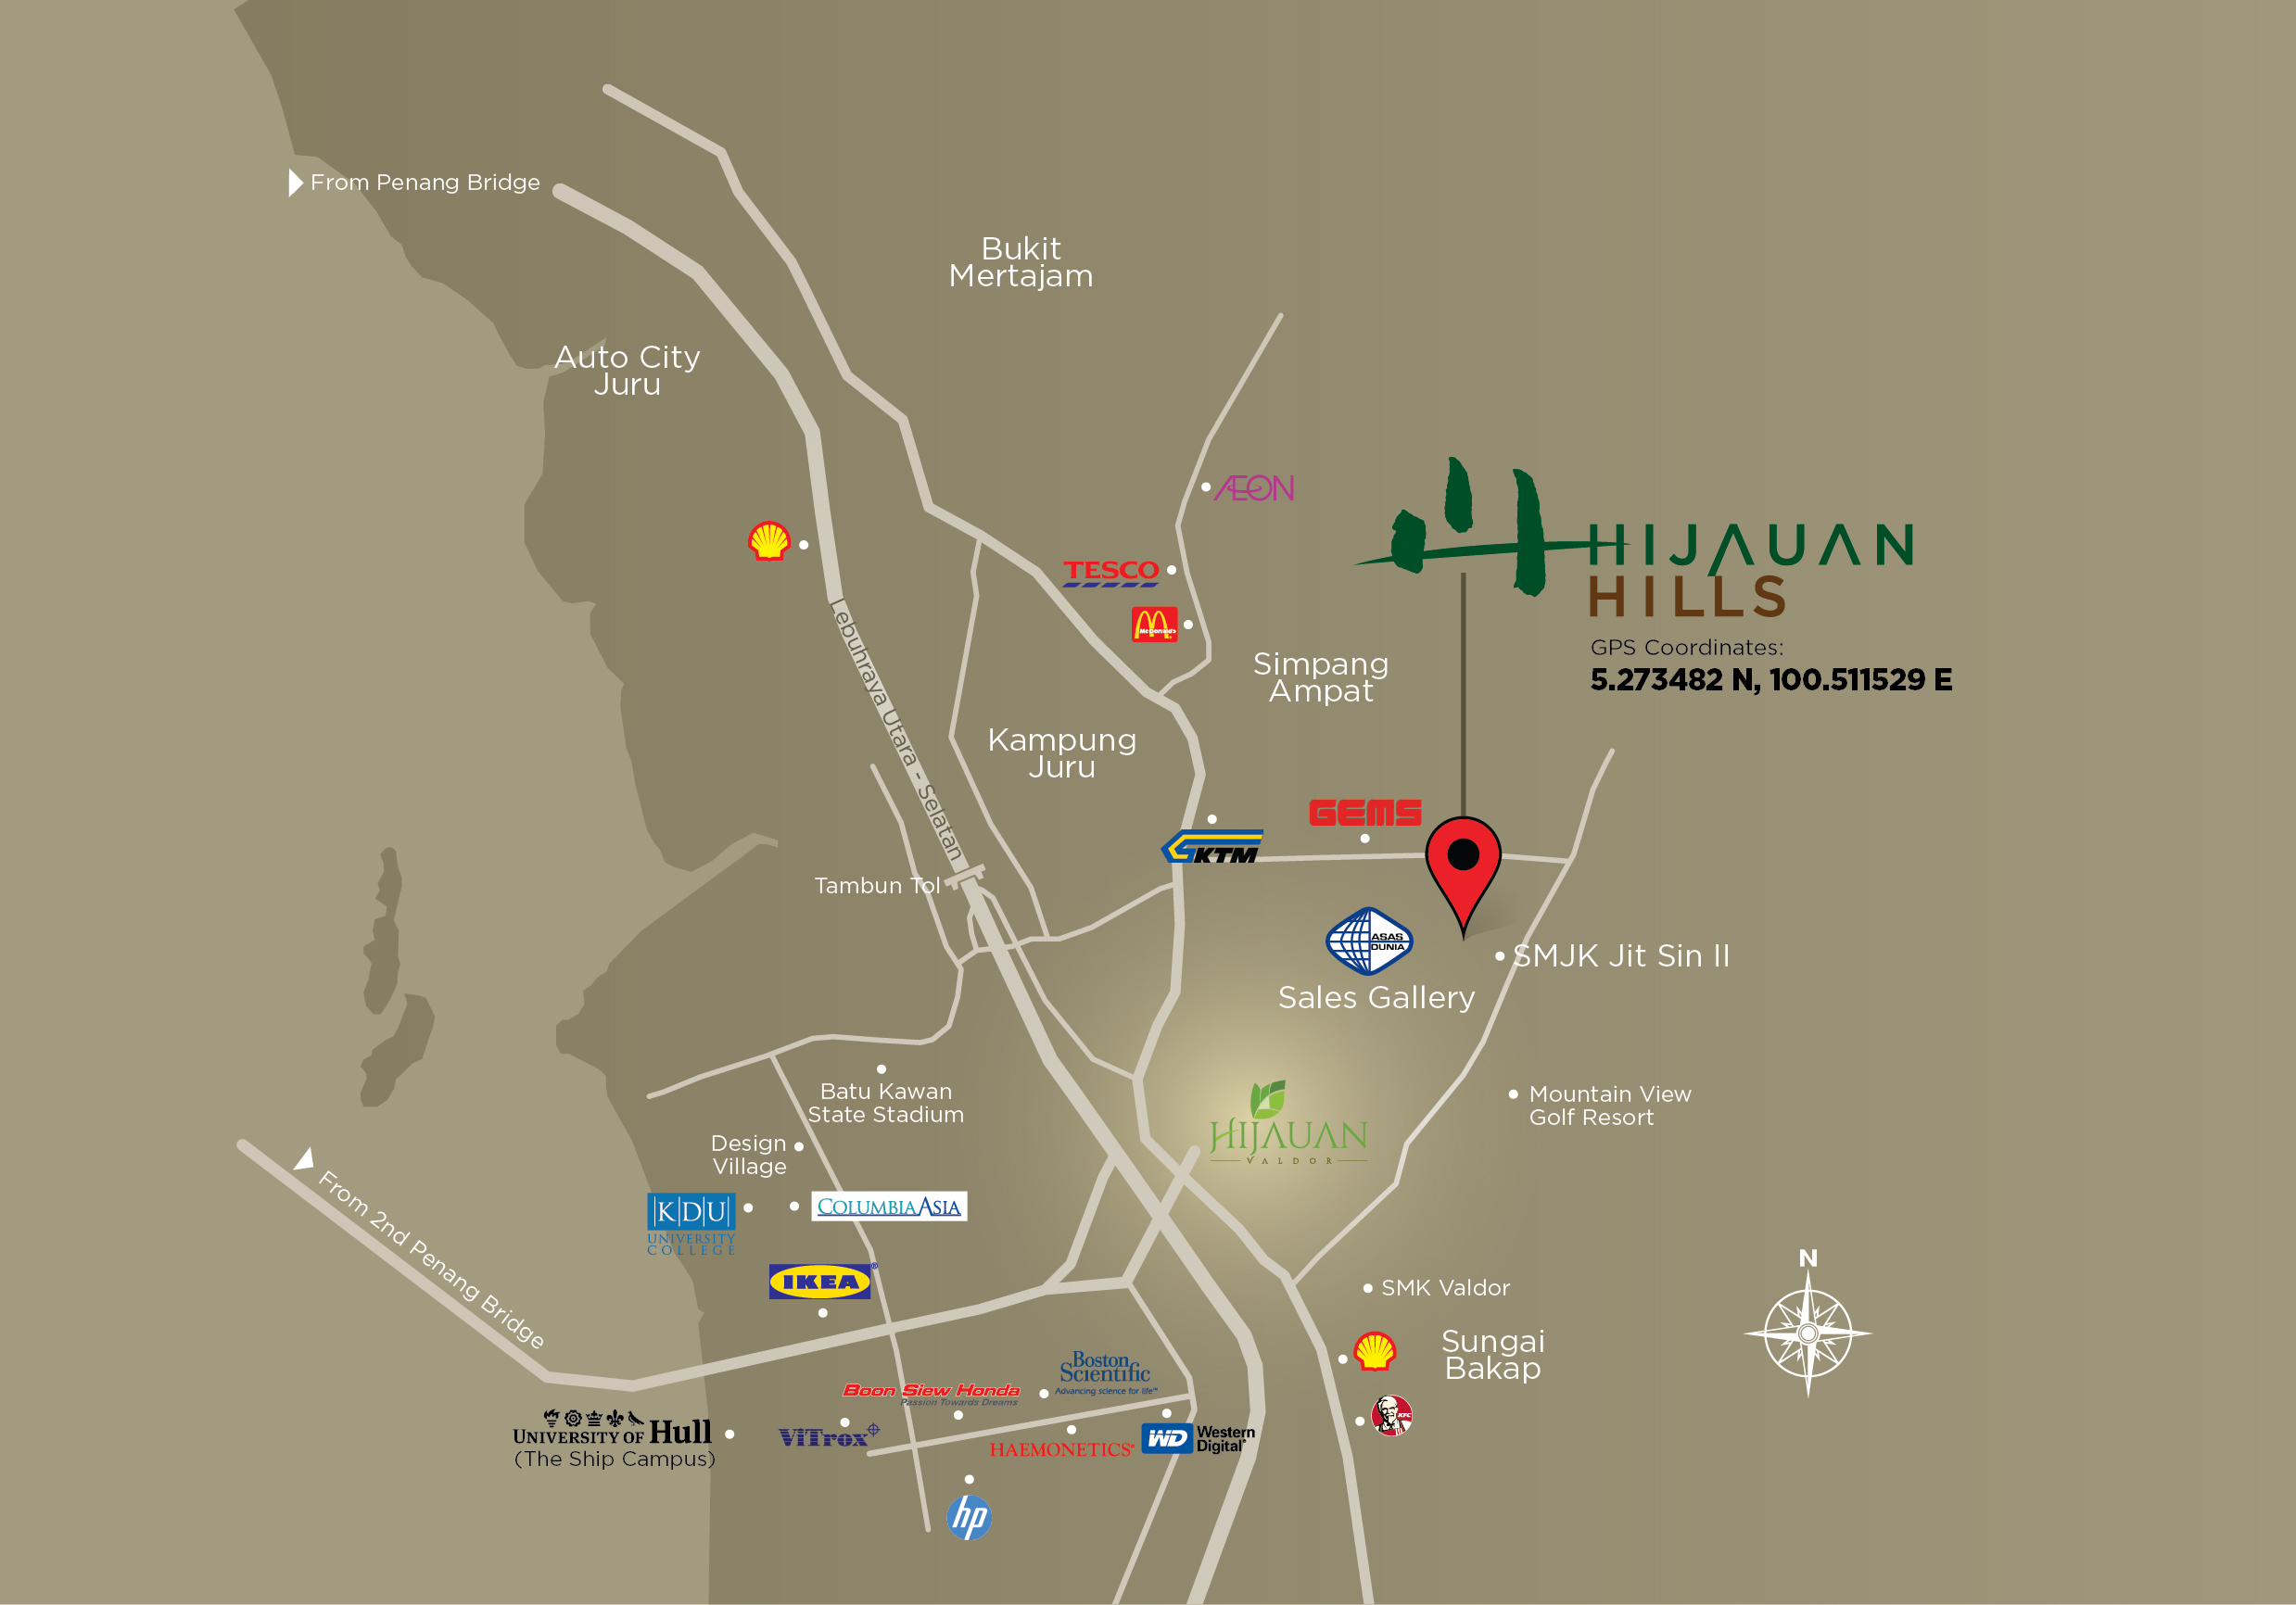 From Penang Bridge
Bukit
Mertajam
Auto City
Juru
ÆON
TESCO
McDonald's
HIJAUAN
HILLS
GPS Coordinates:
5.273482 N, 100.511529 E
Simpang
Ampat
Lebuhraya Utara - Selatan
Kampung
Juru
GEMS
KTM
Tambun Tol
ASAS
DUNIA
Sales Gallery
SMJK Jit Sin II
Batu Kawan
State Stadium
Mountain View
Golf Resort
HIJAUAN
VALDOR
Design
Village
From 2nd Penang Bridge
KDU
UNIVERSITY
COLLEGE
COLUMBIA ASIA
IKEA®
N
SMK Valdor
Sungai
Bakap
Boston
Scientific
Advancing science for life™
Boon Siew Honda
Passion Towards Dreams
KFC
UNIVERSITY OF Hull
(The Ship Campus)
ViTrox
HAEMONETICS®
WD Western
Digital®
hp